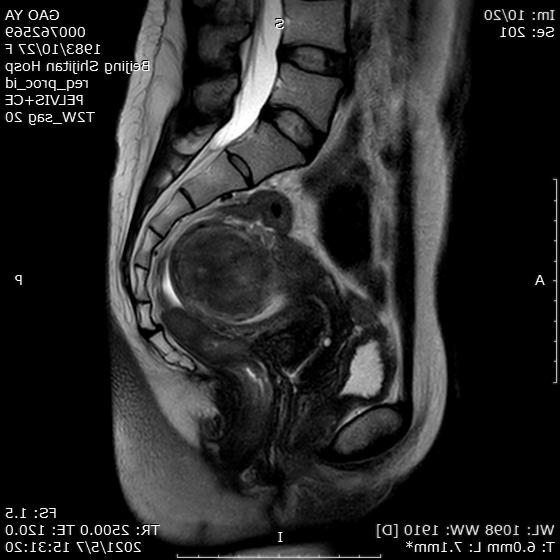 GAO YA
000762569
1983/10/27 F
Beijing Shijitan Hosp
req_proc_id
PELVIS+CE
T2W_sag 20
S
Im: 10/20
Se: 201
P
A
FS: 1.5
TR: 2500.0 TE: 120.0
2021/5/7 15:31:20
I
WL: 1098 WW: 1910 [D]
T: 6.0mm L: 7.1mm*